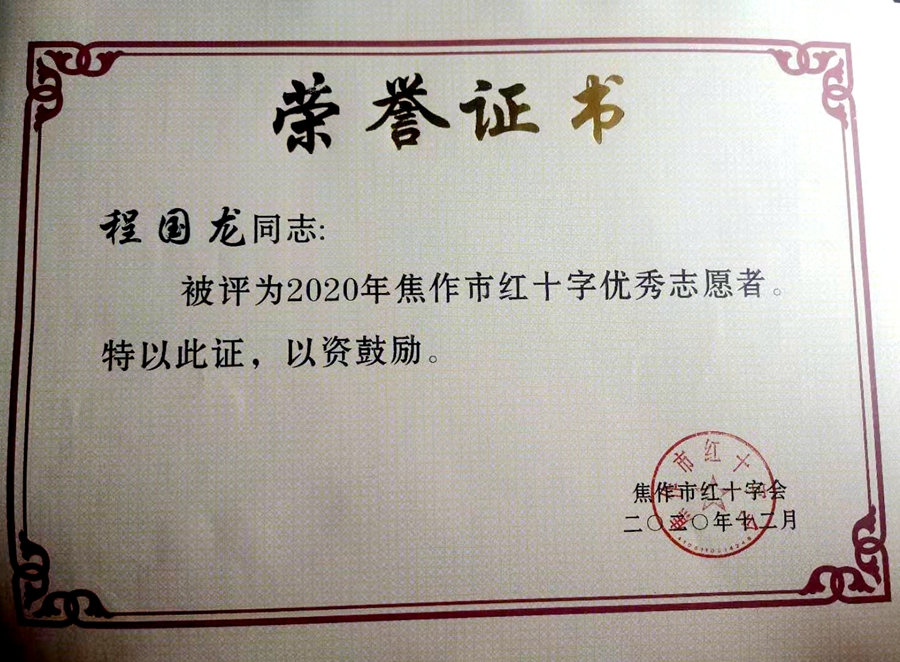 荣誉证书
程国龙同志:
被评为2020年焦作市红十字优秀志愿者。
特以此证，以资鼓励。
焦作市红十字会
二〇二〇年十二月